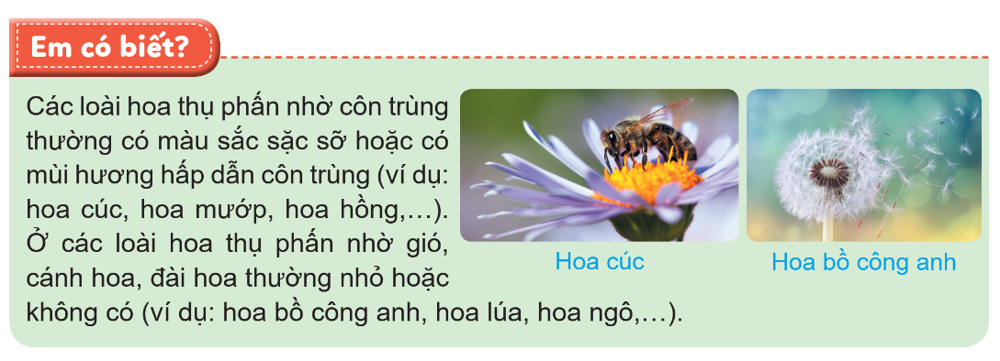 Em có biết?
Các loài hoa thụ phấn nhờ côn trùng
thường có màu sắc sặc sỡ hoặc có
mùi hương hấp dẫn côn trùng (ví dụ:
hoa cúc, hoa mướp, hoa hồng,...).
Ở các loài hoa thụ phấn nhờ gió,
cánh hoa, đài hoa thường nhỏ hoặc
không có (ví dụ: hoa bồ công anh, hoa lúa, hoa ngô,...).
Hoa cúc
Hoa bồ công anh